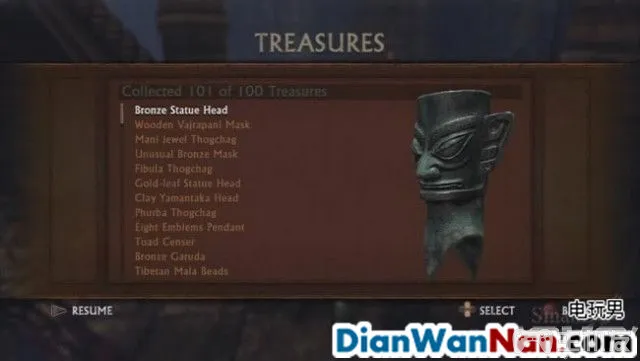 TREASURES
Collected 101 of 100 Treasures
Bronze Statue Head
Wooden Vajrapani Mask
Mani Jewel Thogchag
Unusual Bronze Mask
Fibula Thogchag
Gold-leaf Statue Head
Clay Yamantaka Head
Phurba Thogchag
Eight Emblems Pendant
Toad Censer
Bronze Garuda
Tibetan Mala Beads
RESUME
SELECT
电玩男
DianWanNan.com